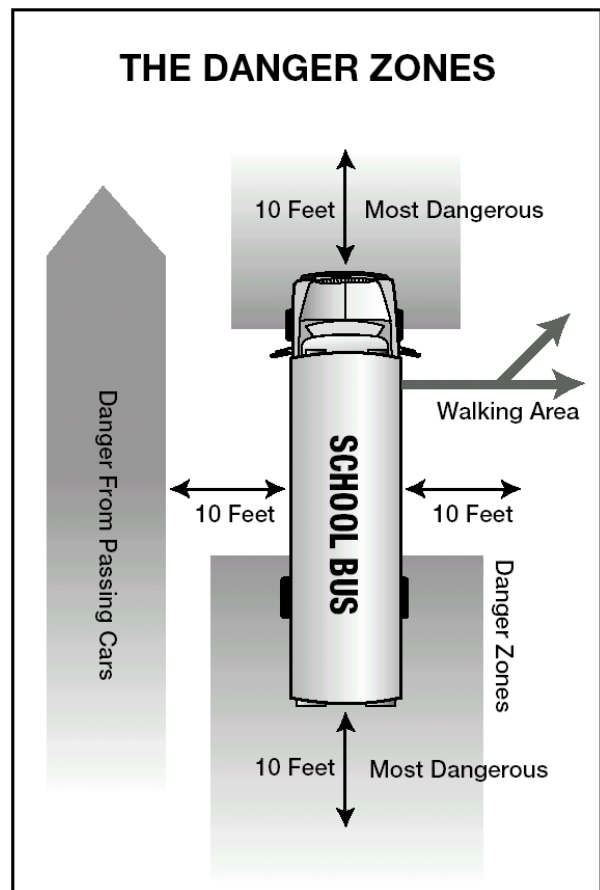 THE DANGER ZONES
10 Feet
Most Dangerous
Walking Area
Danger From Passing Cars
SCHOOL BUS
10 Feet
10 Feet
Danger Zones
10 Feet
Most Dangerous